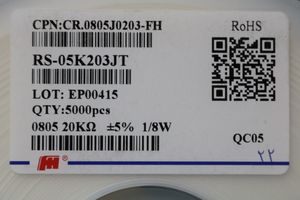 CPN:CR.0805J0203-FH
RoHS
RS-05K203JT
LOT: EP00415
QTY:5000pcs
0805 20KΩ ±5% 1/8W
QC05
٢٢